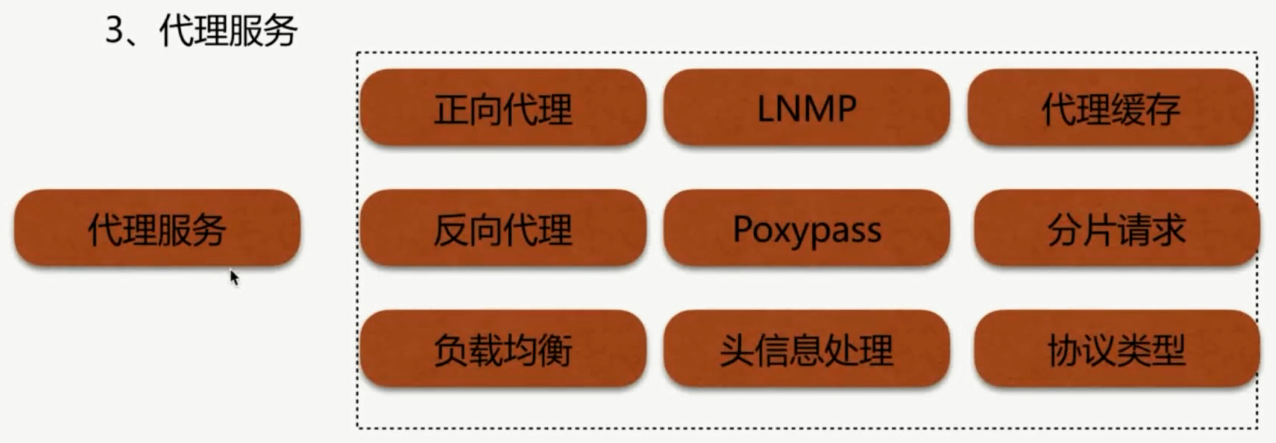 3、代理服务
正向代理 LNMP 代理缓存
代理服务 反向代理 Poxypass 分片请求
负载均衡 头信息处理 协议类型